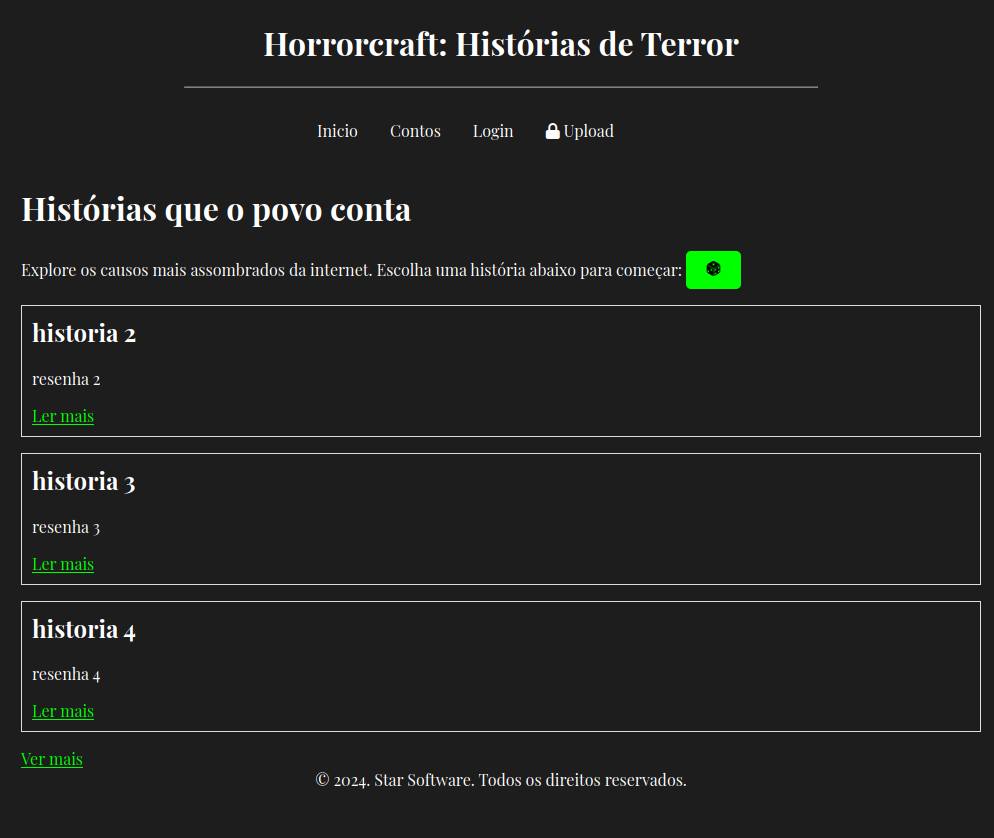 Horrorcraft: Histórias de Terror
Inicio Contos Login Upload
Histórias que o povo conta
Explore os causos mais assombrados da internet. Escolha uma história abaixo para começar:
historia 2
resenha 2
Ler mais
historia 3
resenha 3
Ler mais
historia 4
resenha 4
Ler mais
Ver mais
© 2024. Star Software. Todos os direitos reservados.